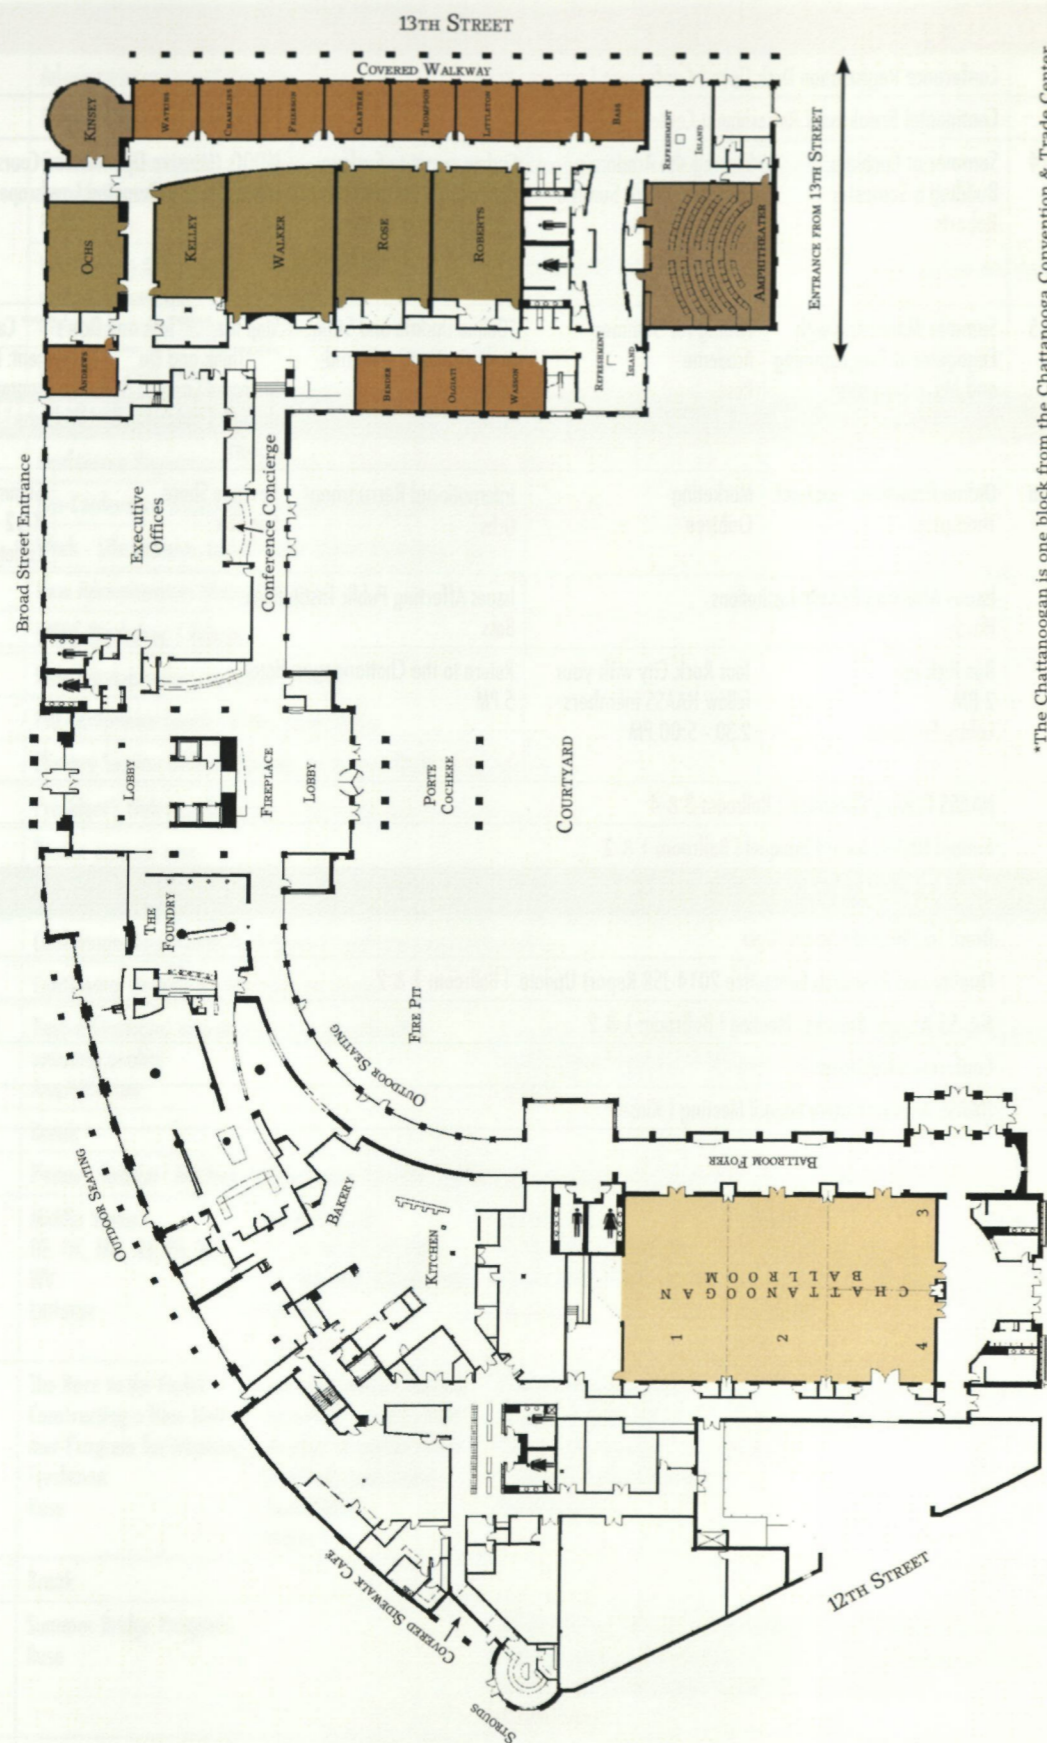 13TH STREET
COVERED WALKWAY
KINSEY
WATKINS
CHAMBLISS
FRIERSON
CRABTREE
THOMPSON
LITTLETON
BASS
REFRESHMENT
ISLAND
ENTRANCE FROM 13TH STREET
OCHS
KELLEY
WALKER
ROSE
ROBERTS
AMPHITHEATER
ANDREWS
BENDER
OLGIATI
WASSON
REFRESHMENT
ISLAND
BROAD STREET ENTRANCE
EXECUTIVE
OFFICES
CONFERENCE CONCIERGE
LOBBY
FIREPLACE
LOBBY
PORTE
COCHERE
COURTYARD
THE
FOUNDRY
OUTDOOR SEATING
FIRE PIT
OUTDOOR SEATING
BAKERY
KITCHEN
BALLROOM FOYER
CHATTANOOGAN
BALLROOM
1
2
3
4
COVERED SIDEWALK CAFE
STROUDS
12TH STREET
*The Chattanoogan is one block from the Chattanooga Convention & Trade Center